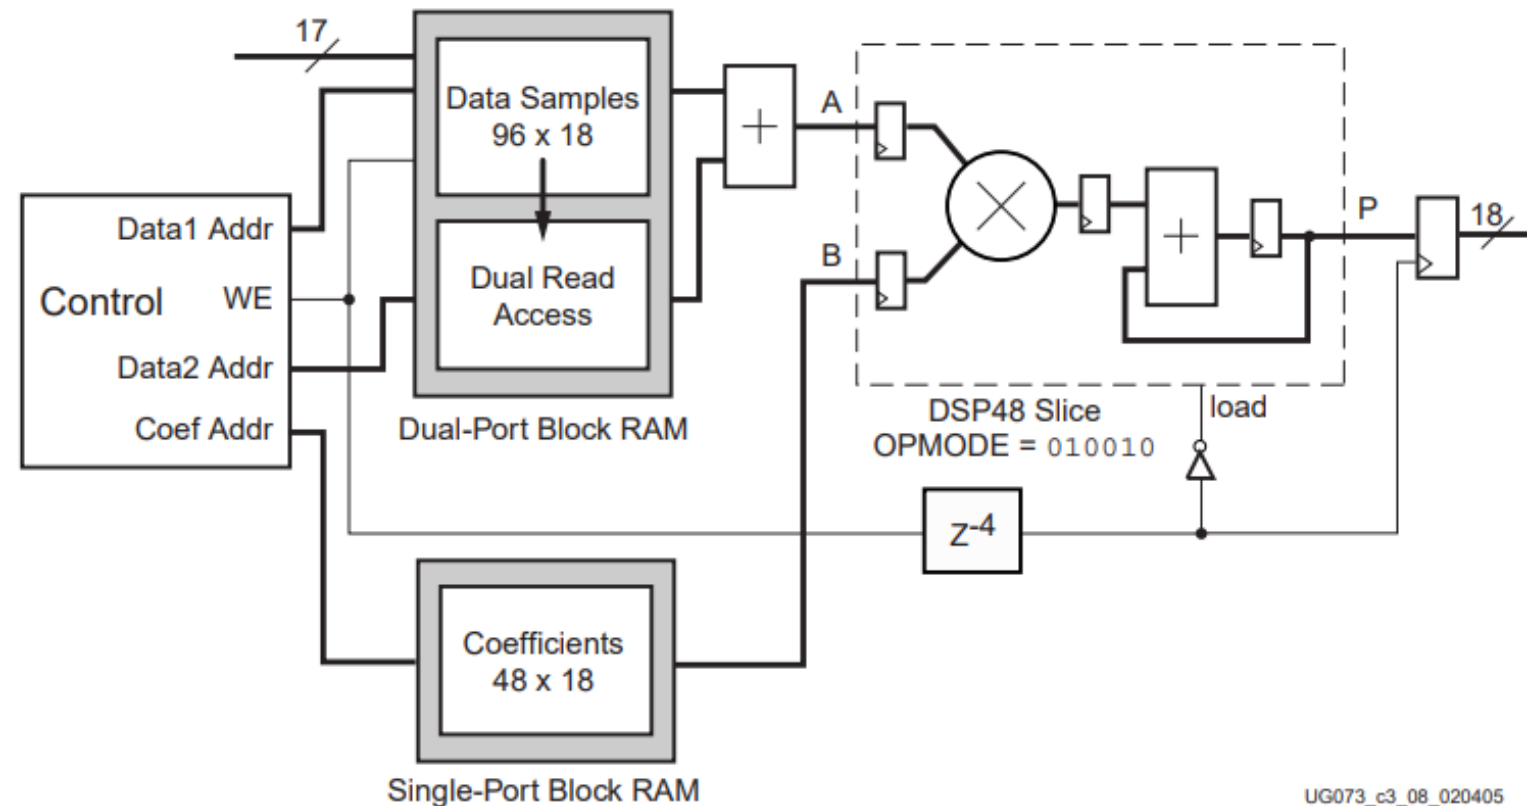 17
Data Samples
96 x 18
Dual Read
Access
Dual-Port Block RAM
Control
Data1 Addr
WE
Data2 Addr
Coef Addr
+
A
B
+
P
18
DSP48 Slice
OPMODE = 010010
load
Z-4
Coefficients
48 x 18
Single-Port Block RAM
UG073_c3_08_020405